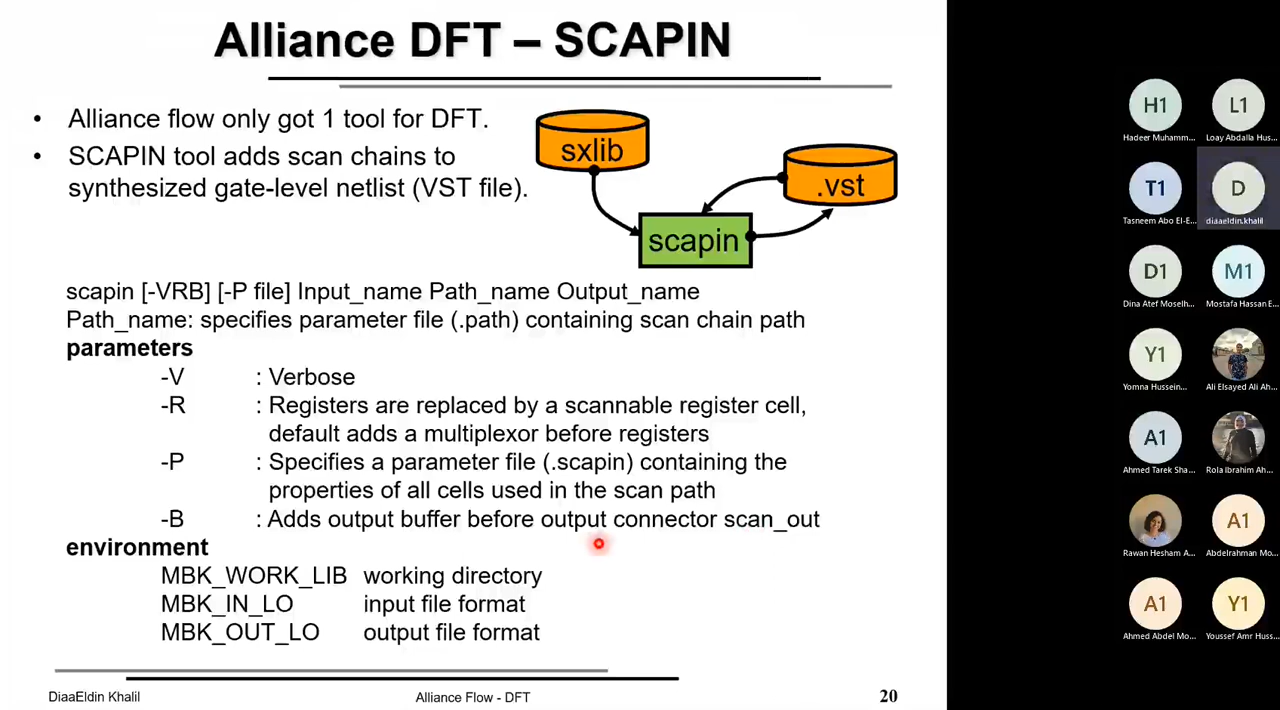 Alliance DFT – SCAPIN
• Alliance flow only got 1 tool for DFT.
• SCAPIN tool adds scan chains to
synthesized gate-level netlist (VST file).
sxlib
.vst
scapin
scapin [-VRB] [-P file] Input_name Path_name Output_name
Path_name: specifies parameter file (.path) containing scan chain path
parameters
-V : Verbose
-R : Registers are replaced by a scannable register cell,
default adds a multiplexor before registers
-P : Specifies a parameter file (.scapin) containing the
properties of all cells used in the scan path
-B : Adds output buffer before output connector scan_out
environment
MBK_WORK_LIB working directory
MBK_IN_LO input file format
MBK_OUT_LO output file format
DiaaEldin Khalil
Alliance Flow - DFT
20
H1
L1
Hadeer Muhamm...
Loay Abdalla Hus...
T1
D
Tasneem Abo El-E...
diaaeldin.khalil
D1
M1
Dina Atef Moselh...
Mostafa Hassan E...
Y1
Yomna Hussein...
Ali Elsayed Ali Ah...
A1
Ahmed Tarek Sha...
Rola Ibrahim Ah...
A1
Rawan Hesham A...
Abdelrahman Mo...
A1
Y1
Ahmed Abdel Mo...
Youssef Amr Huss...